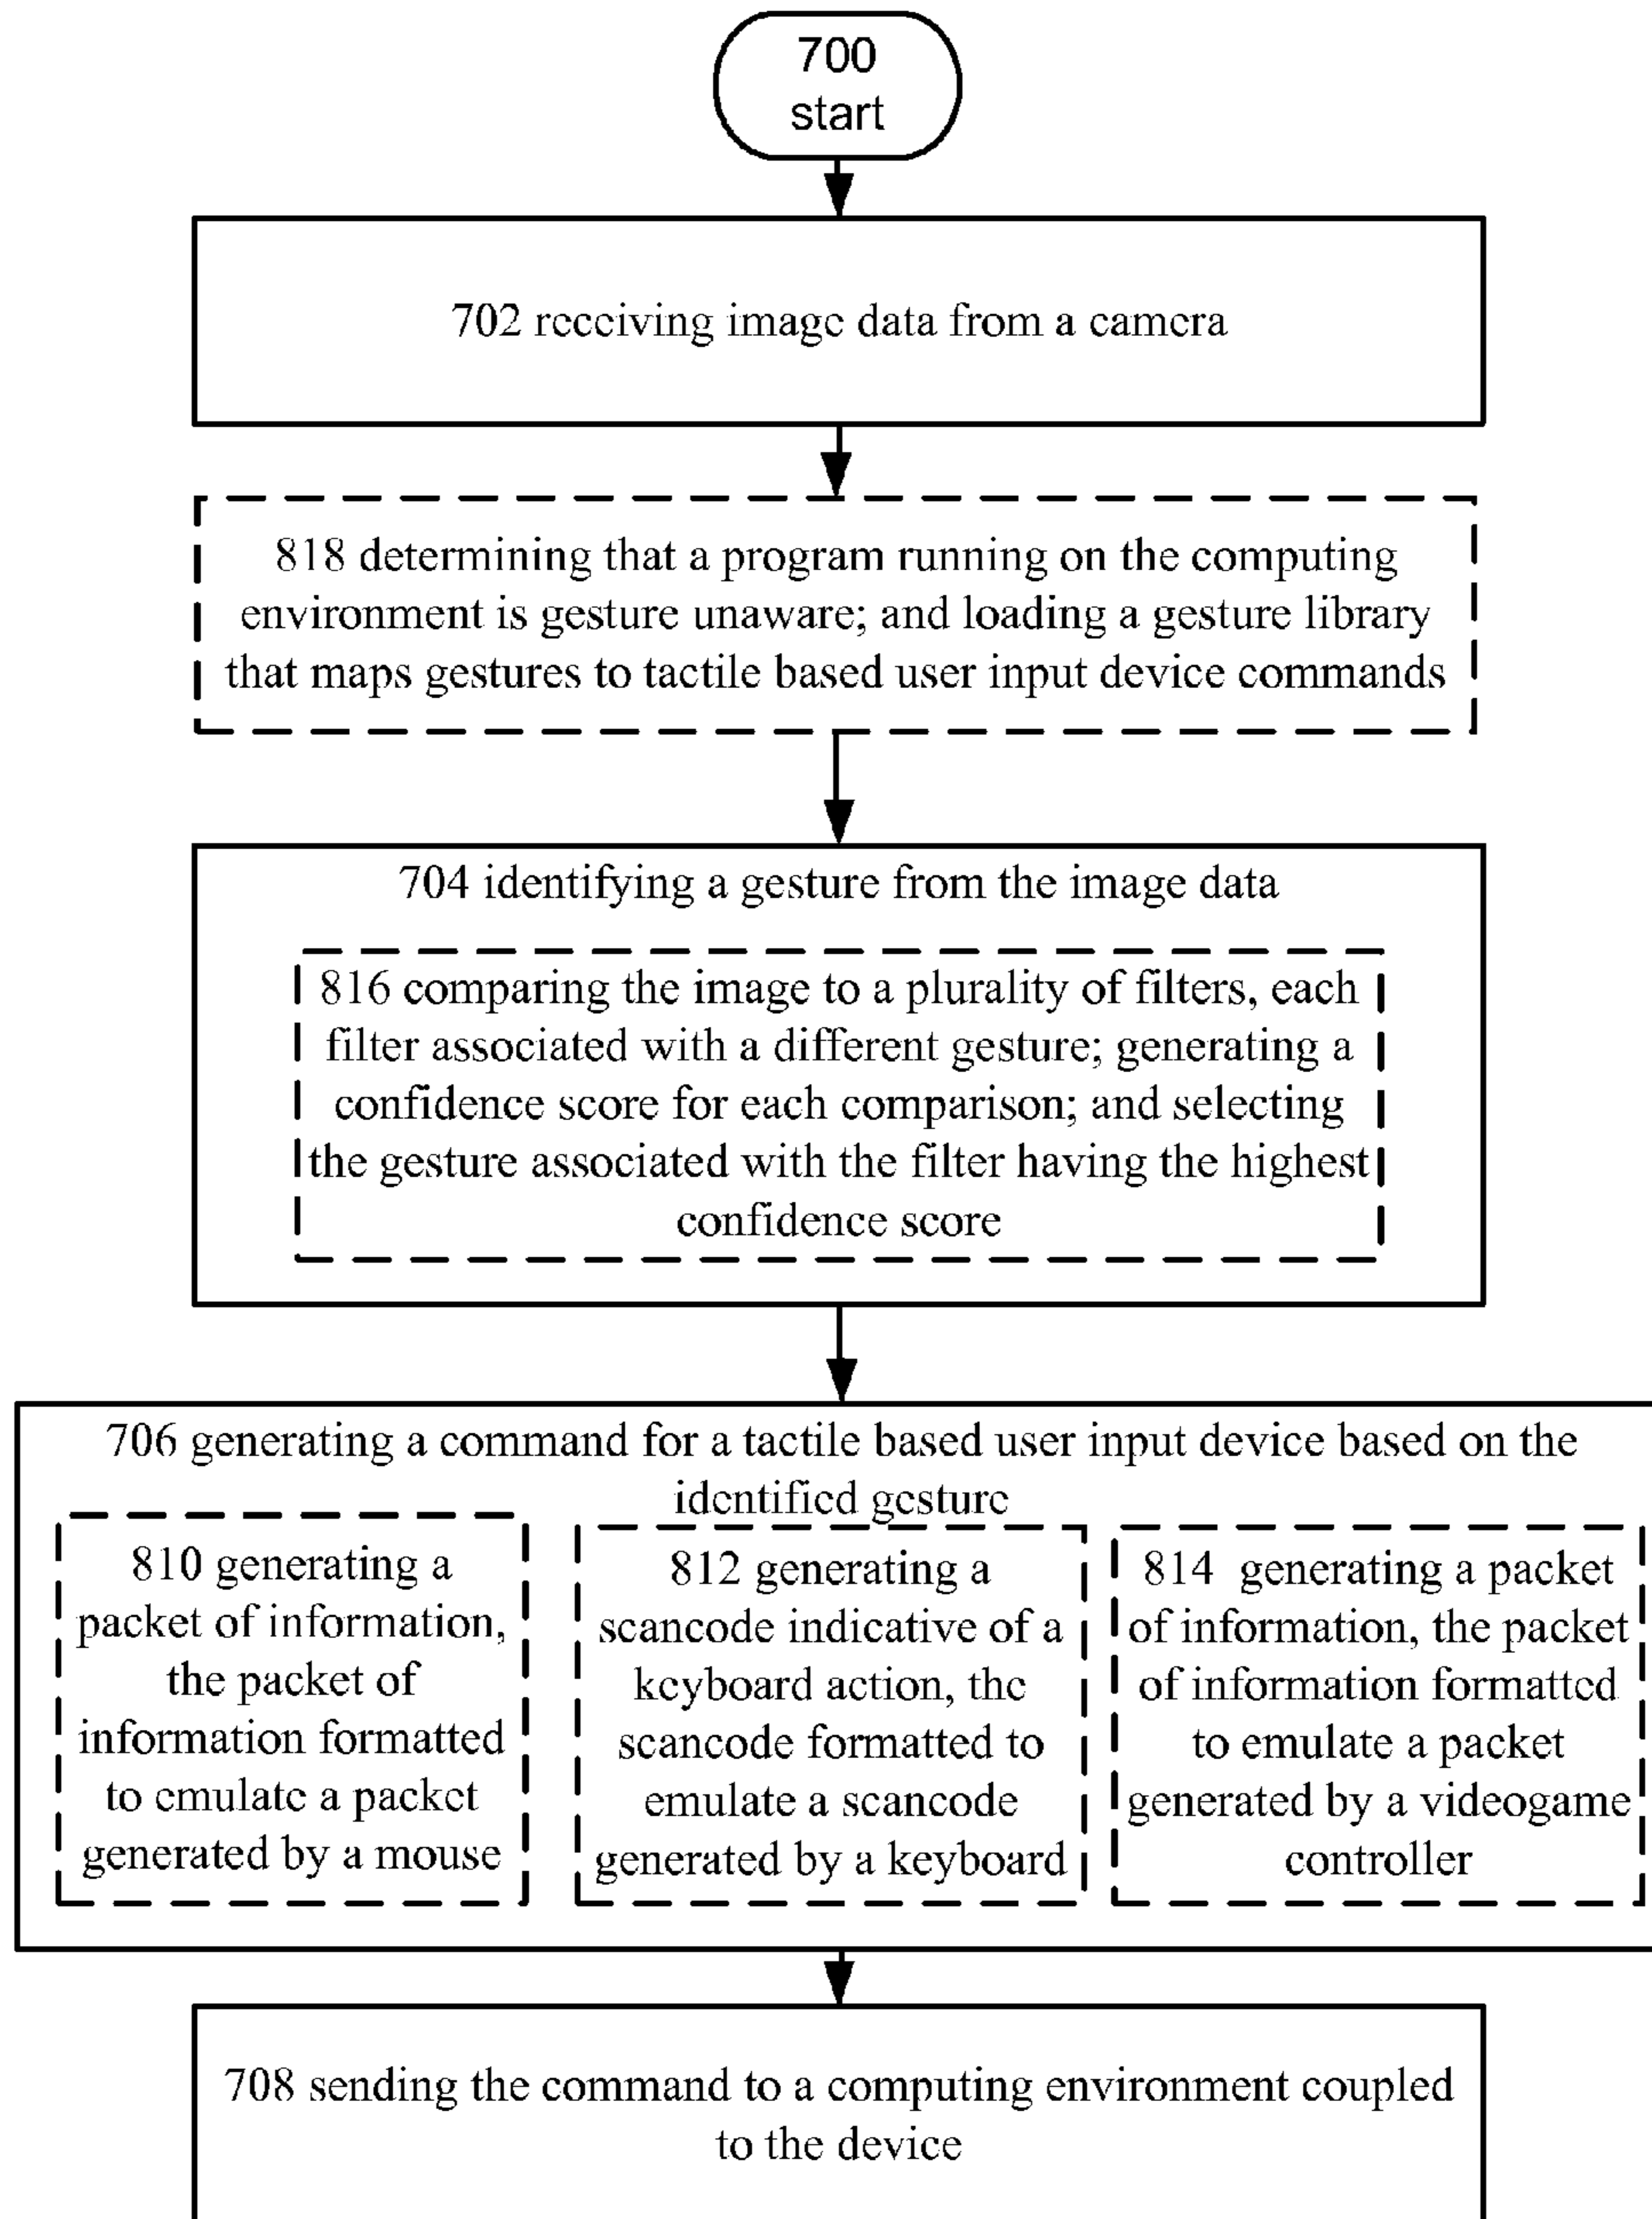 700
start
702 receiving image data from a camera
818 determining that a program running on the computing
environment is gesture unaware; and loading a gesture library
that maps gestures to tactile based user input device commands
704 identifying a gesture from the image data
816 comparing the image to a plurality of filters, each
filter associated with a different gesture; generating a
confidence score for each comparison; and selecting
the gesture associated with the filter having the highest
confidence score
706 generating a command for a tactile based user input device based on the
identified gesture
810 generating a
packet of information,
the packet of
information formatted
to emulate a packet
generated by a mouse
812 generating a
scancode indicative of a
keyboard action, the
scancode formatted to
emulate a scancode
generated by a keyboard
814 generating a packet
of information, the packet
of information formatted
to emulate a packet
generated by a videogame
controller
708 sending the command to a computing environment coupled
to the device